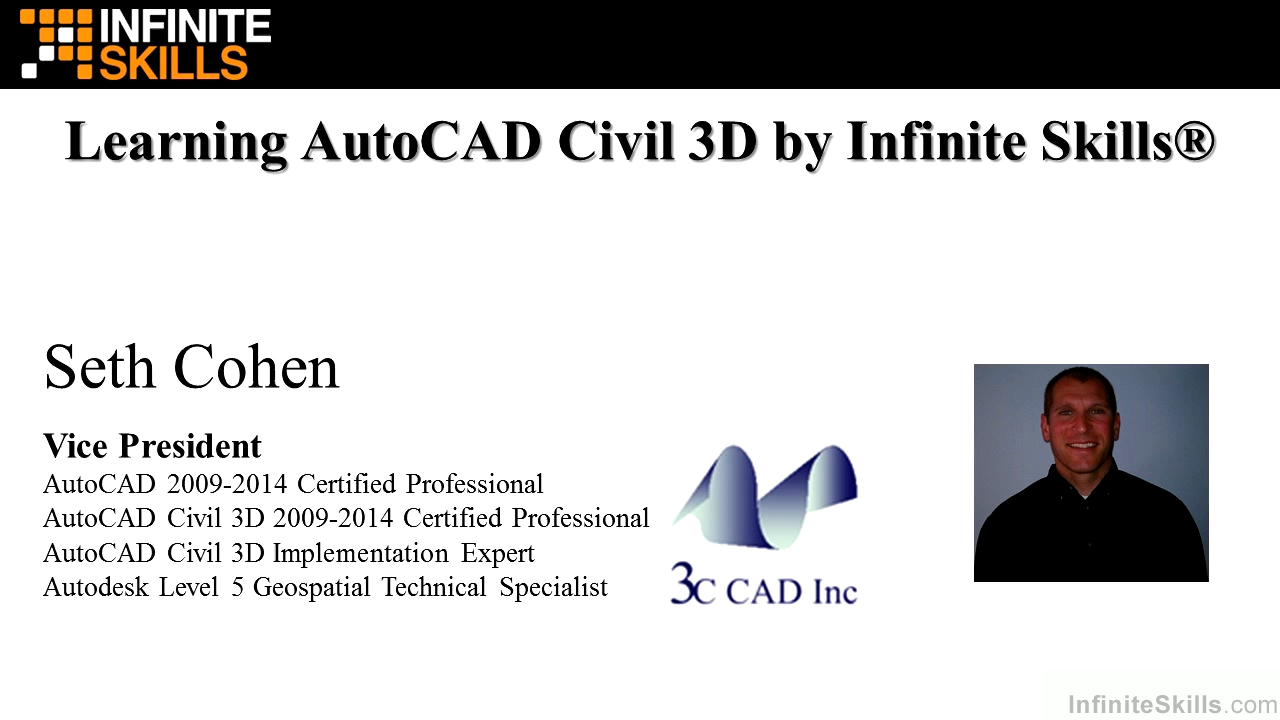 INFINITE
SKILLS
Learning AutoCAD Civil 3D by Infinite Skills®
Seth Cohen
Vice President
AutoCAD 2009-2014 Certified Professional
AutoCAD Civil 3D 2009-2014 Certified Professional
AutoCAD Civil 3D Implementation Expert
Autodesk Level 5 Geospatial Technical Specialist
3C CAD Inc
InfiniteSkills.com